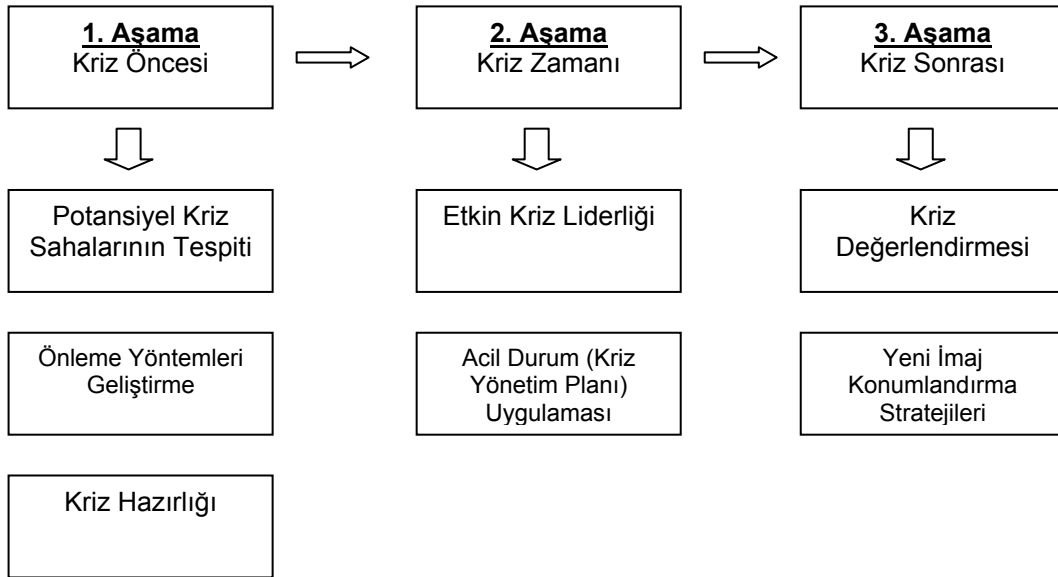 1. Aşama
Kriz Öncesi
2. Aşama
Kriz Zamanı
3. Aşama
Kriz Sonrası
Potansiyel Kriz
Sahalarının Tespiti
Etkin Kriz Liderliği
Kriz
Değerlendirmesi
Önleme Yöntemleri
Geliştirme
Acil Durum (Kriz
Yönetim Planı)
Uygulaması
Yeni İmaj
Konumlandırma
Stratejileri
Kriz Hazırlığı